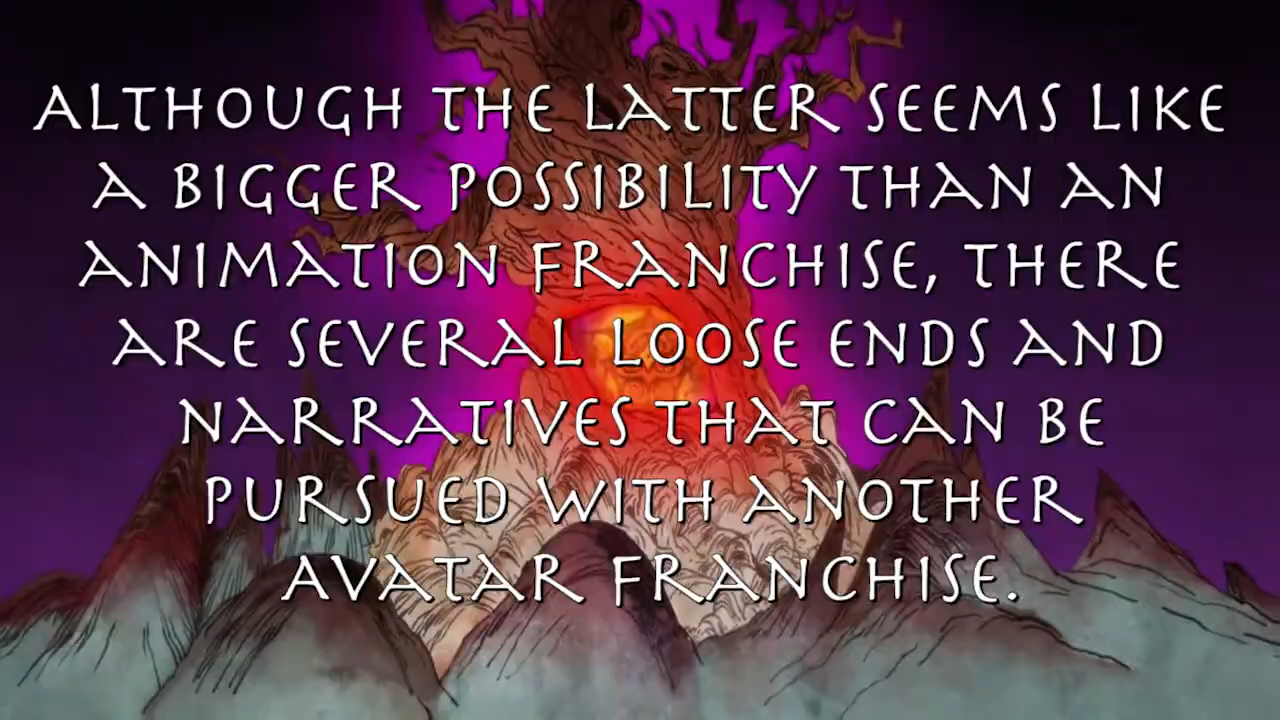 ALTHOUGH THE LATTER SEEMS LIKE
A BIGGER POSSIBILITY THAN AN
ANIMATION FRANCHISE, THERE
ARE SEVERAL LOOSE ENDS AND
NARRATIVES THAT CAN BE
PURSUED WITH ANOTHER
AVATAR FRANCHISE.